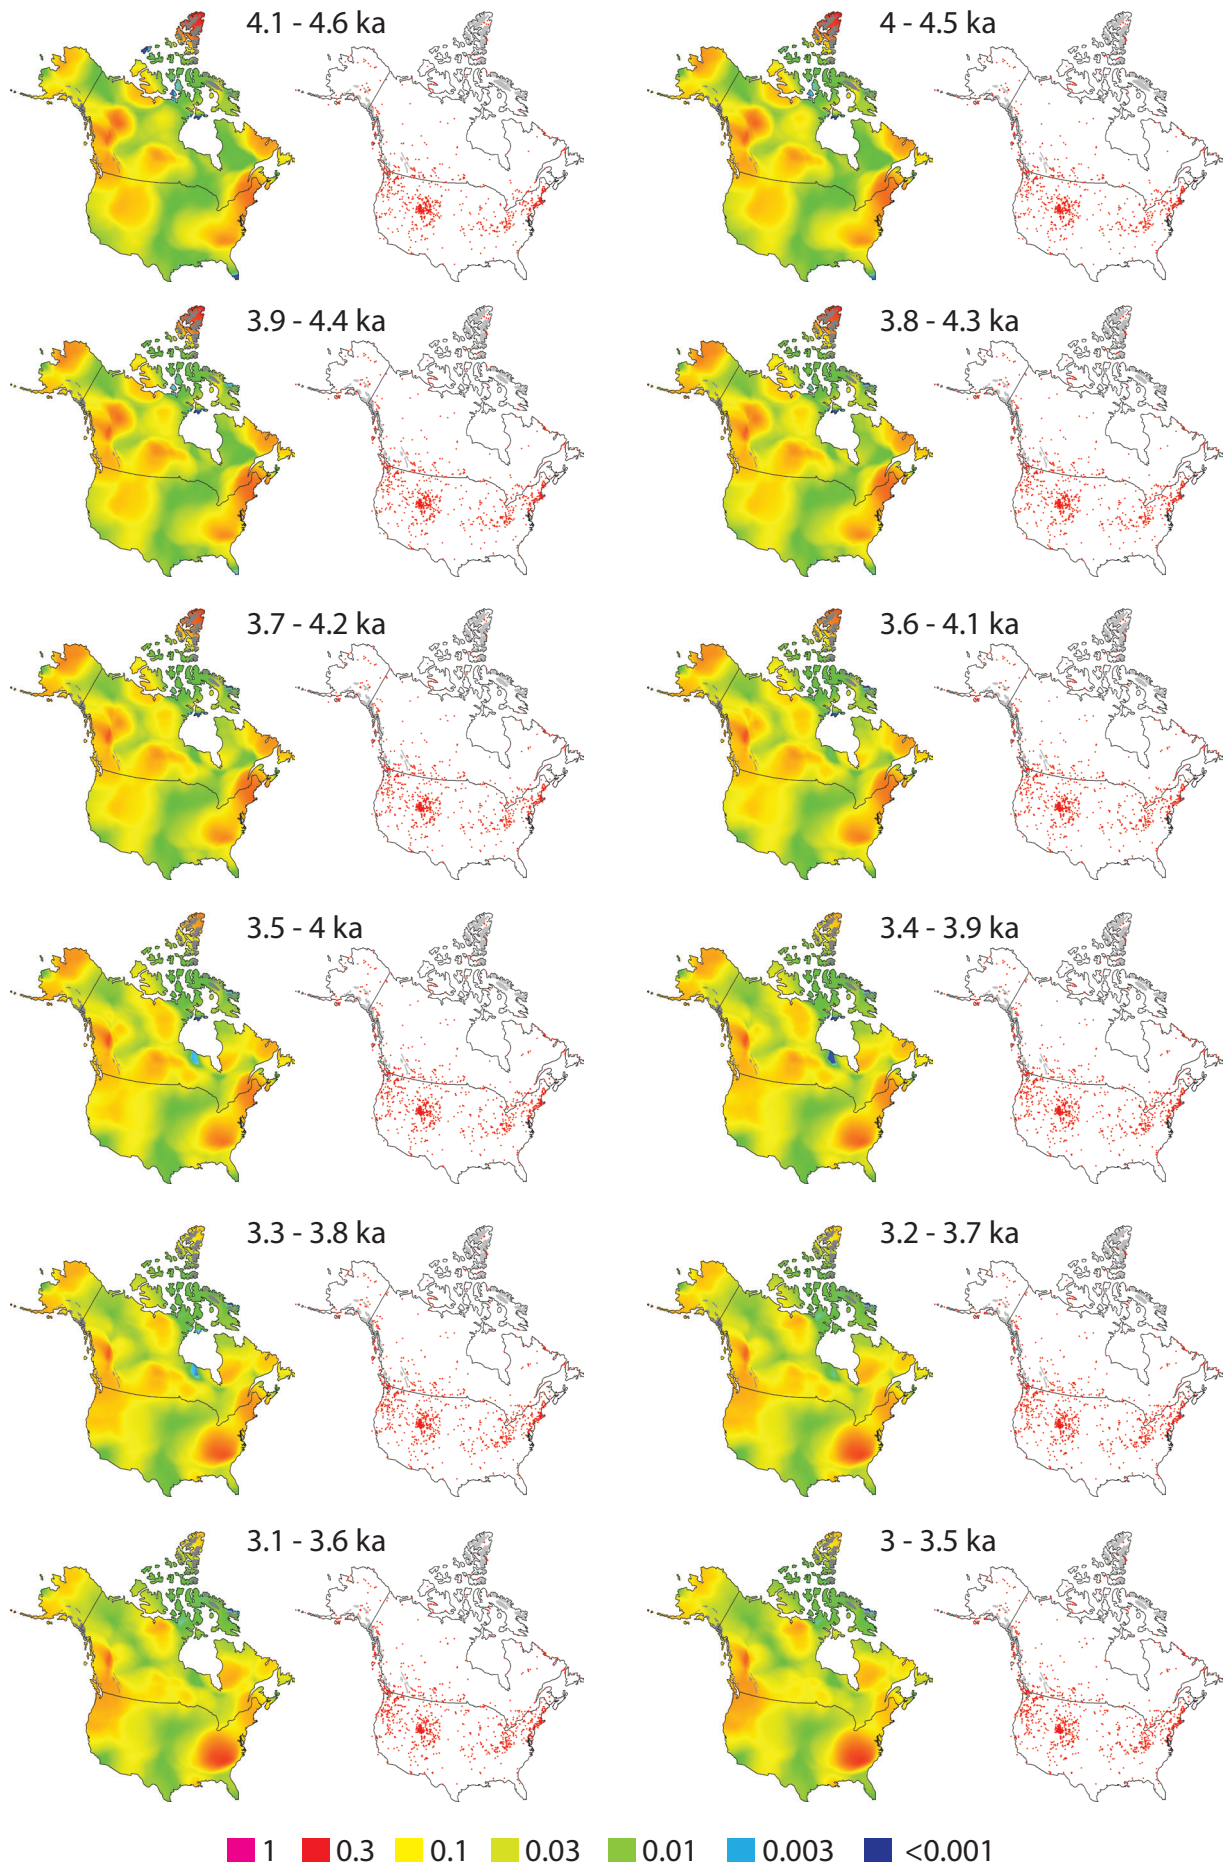 4.1 - 4.6 ka
4 - 4.5 ka
3.9 - 4.4 ka
3.8 - 4.3 ka
3.7 - 4.2 ka
3.6 - 4.1 ka
3.5 - 4 ka
3.4 - 3.9 ka
3.3 - 3.8 ka
3.2 - 3.7 ka
3.1 - 3.6 ka
3 - 3.5 ka
1 0.3 0.1 0.03 0.01 0.003 <0.001